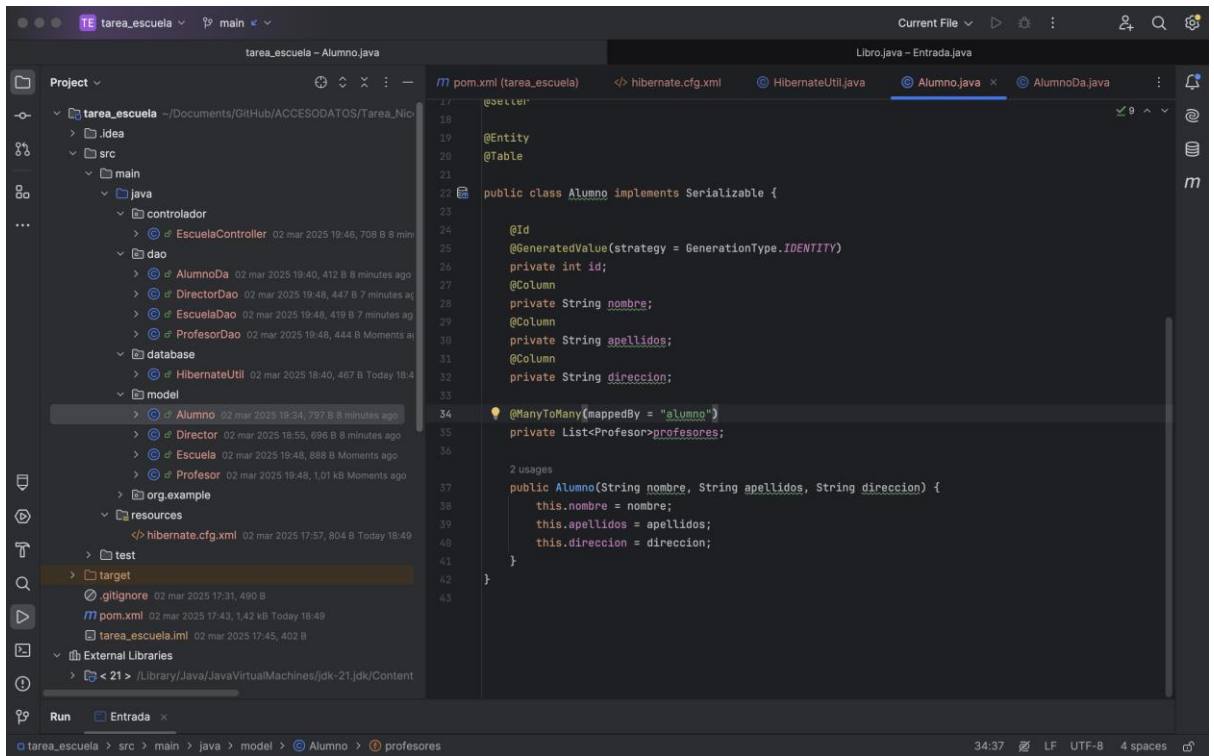 TE tarea_escuela main Current File
tarea_escuela – Alumno.java Libro.java – Entrada.java
Project
pom.xml (tarea_escuela) hibernate.cfg.xml HibernateUtil.java Alumno.java AlumnoDa.java
tarea_escuela ~/Documents/GitHub/ACCESODATOS/Tarea_Nic
.idea
src
main
java
controlador
EscuelaController 02 mar 2025 19:46, 708 B 8 min
dao
AlumnoDa 02 mar 2025 19:40, 412 B 8 minutes ago
DirectorDao 02 mar 2025 19:48, 447 B 7 minutes ag
EscuelaDao 02 mar 2025 19:48, 419 B 7 minutes ag
ProfesorDao 02 mar 2025 19:48, 444 B Moments a
database
HibernateUtil 02 mar 2025 18:40, 467 B Today 18:4
model
Alumno 02 mar 2025 19:34, 797 B 8 minutes ago
Director 02 mar 2025 18:55, 696 B 8 minutes ago
Escuela 02 mar 2025 19:48, 888 B Moments ago
Profesor 02 mar 2025 19:48, 1,01 kB Moments ago
org.example
resources
hibernate.cfg.xml 02 mar 2025 17:57, 804 B Today 18:49
test
target
.gitignore 02 mar 2025 17:31, 490 B
pom.xml 02 mar 2025 17:43, 1,42 kB Today 18:49
tarea_escuela.iml 02 mar 2025 17:45, 402 B
External Libraries
< 21 > /Library/Java/JavaVirtualMachines/jdk-21.jdk/Content
17 @Setter
18 9
19 @Entity
20 @Table
21
22 public class Alumno implements Serializable {
23
24 @Id
25 @GeneratedValue(strategy = GenerationType.IDENTITY)
26 private int id;
27 @Column
28 private String nombre;
29 @Column
30 private String apellidos;
31 @Column
32 private String direccion;
33
34 @ManyToMany(mappedBy = "alumno")
35 private List<Profesor>profesores;
36
2 usages
37 public Alumno(String nombre, String apellidos, String direccion) {
38 this.nombre = nombre;
39 this.apellidos = apellidos;
40 this.direccion = direccion;
41 }
42 }
43
Run Entrada
tarea_escuela > src > main > java > model > Alumno > profesores 34:37 LF UTF-8 4 spaces